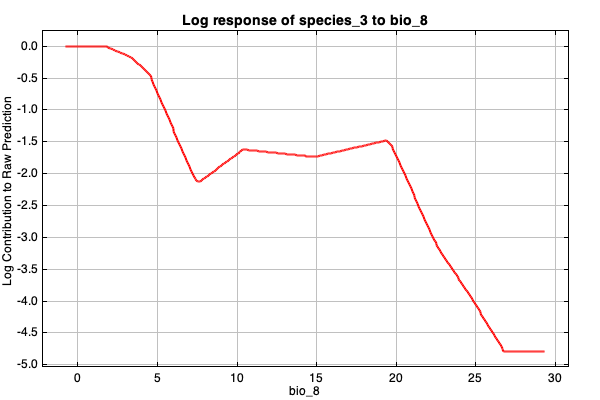 Log response of species_3 to bio_8
Log Contribution to Raw Prediction
0.0
-0.5
-1.0
-1.5
-2.0
-2.5
-3.0
-3.5
-4.0
-4.5
-5.0
0 5 10 15 20 25 30
bio_8